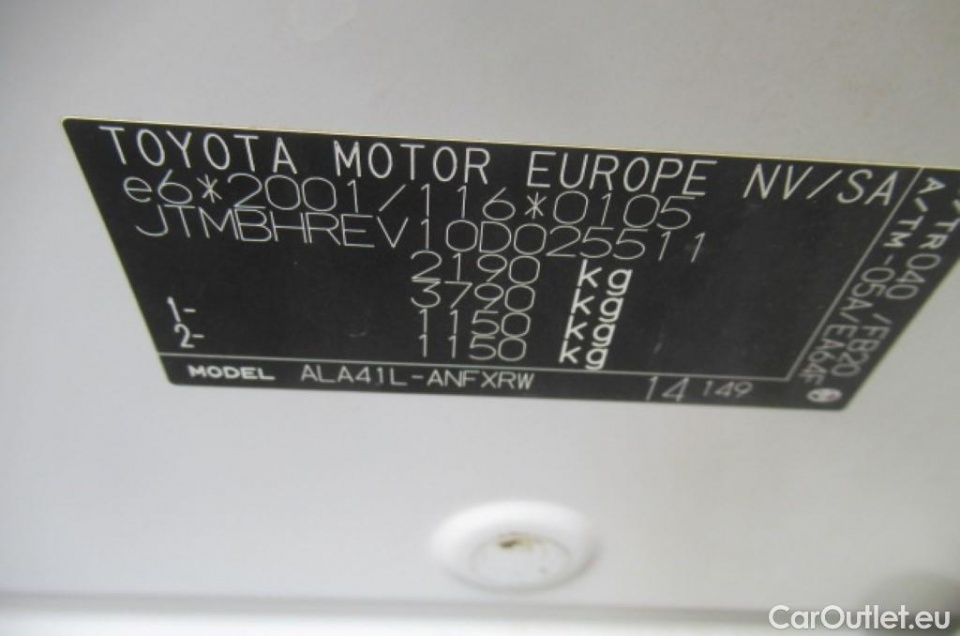 TOYOTA MOTOR EUROPE NV/SA
e6*2001/116*0105
JTMBHREV10D025511
2190 kg
3790 kg
1- 1150 kg
2- 1150 kg
MODEL ALA41L-ANFXRW 14 149
/TR040 /FB20
A/TM-05A/EA64F
CarOutlet.eu